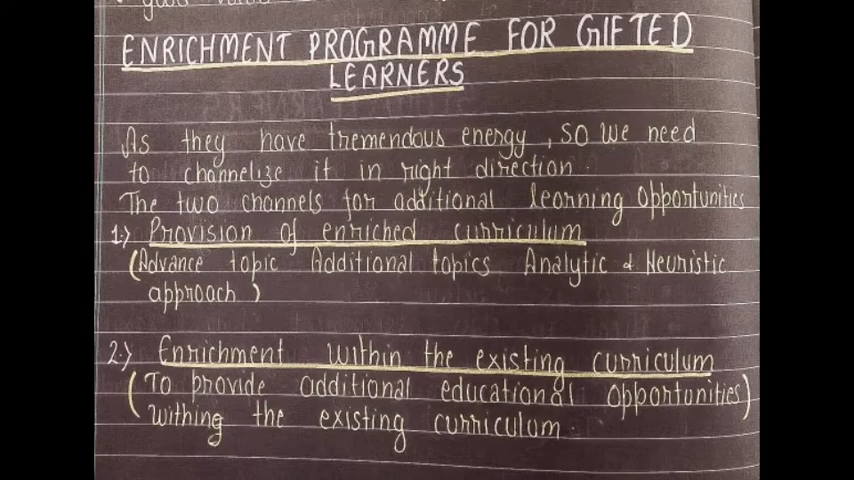 ENRICHMENT PROGRAMME FOR GIFTED
LEARNERS
As they have tremendous energy, so we need
to channelize it in right direction.
The two channels for additional learning opportunities
1.) Provision of enriched curriculum
(Advance topic Additional topics Analytic & Heuristic
approach)
2.) Enrichment within the existing curriculum
(To provide additional educational opportunities)
withing the existing curriculum.